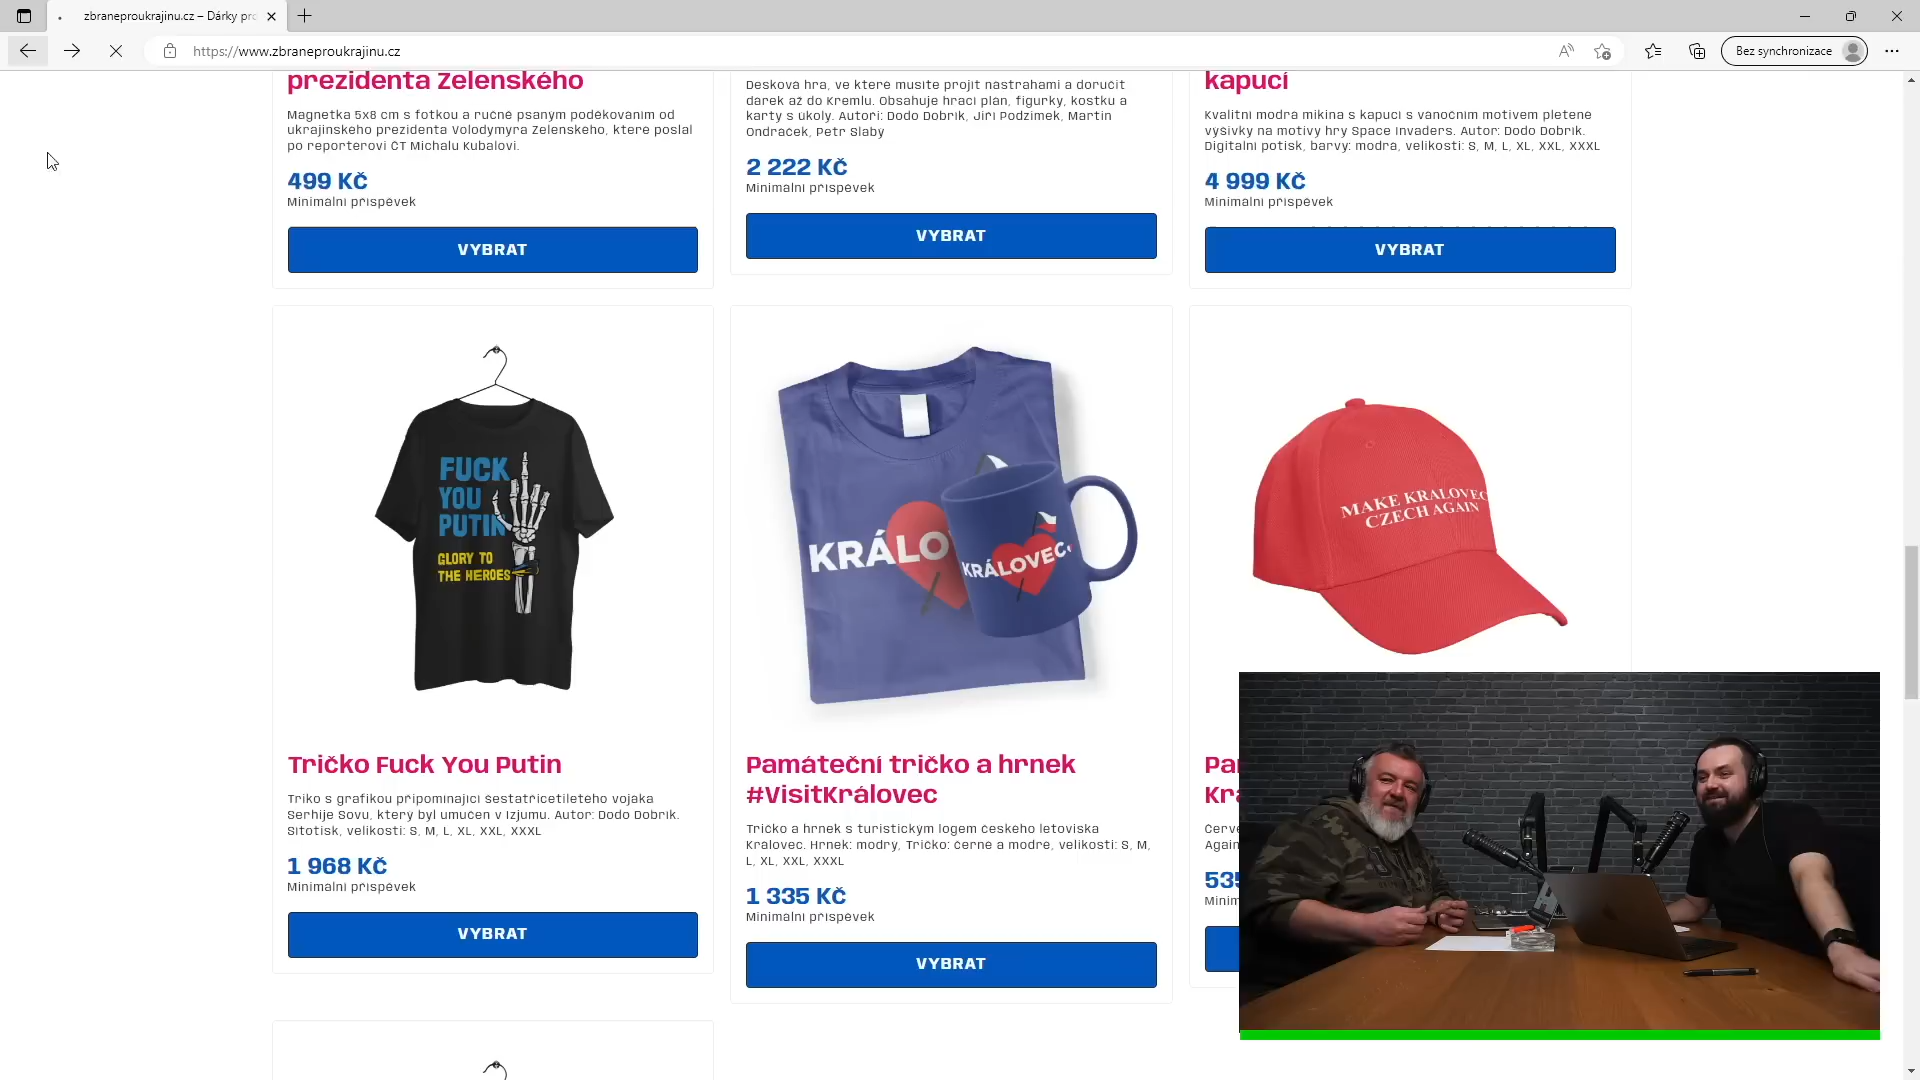 zbraneproukrajinu.cz – Dárky pro
https://www.zbraneproukrajinu.cz
Bez synchronizace
prezidenta Zelenského
Magnetka 5x8 cm s fotkou a ručně psaným poděkováním od
ukrajinského prezidenta Volodymyra Zelenského, které poslal
po reportérovi ČT Michalu Kubalovi.
499 Kč
Minimální příspěvek
VYBRAT
Desková hra, ve které musíte projít nástrahami a doručit
dárek až do Kremlu. Obsahuje hrací plán, figurky, kostku a
karty s úkoly. Autoři: Dodo Dobrík, Jiří Podzimek, Martin
Ondráček, Petr Slabý
2 222 Kč
Minimální příspěvek
VYBRAT
kapucí
Kvalitní modrá mikina s kapucí s vánočním motivem pletené
výšivky na motivy hry Space Invaders. Autor: Dodo Dobrík.
Digitální potisk, barvy: modrá, velikosti: S, M, L, XL, XXL, XXXL
4 999 Kč
Minimální příspěvek
VYBRAT
FUCK
YOU
PUTIN
GLORY TO
THE HEROES
Tričko Fuck You Putin
Triko s grafikou připomínající šestatřicetiletého vojáka
Serhije Sovu, který byl umučen v Izjumu. Autor: Dodo Dobrík.
Sítotisk, velikosti: S, M, L, XL, XXL, XXXL
1 968 Kč
Minimální příspěvek
VYBRAT
KRÁLO
KRÁLOVEC
Památeční tričko a hrnek
#VisitKrálovec
Tričko a hrnek s turistickým logem českého letoviska
Královec. Hrnek: modrý, Tričko: černé a modré, velikosti: S, M,
L, XL, XXL, XXXL
1 335 Kč
Minimální příspěvek
VYBRAT
MAKE KRALOVEC
CZECH AGAIN
Pa
Krá
Červe
Again
535
Minim